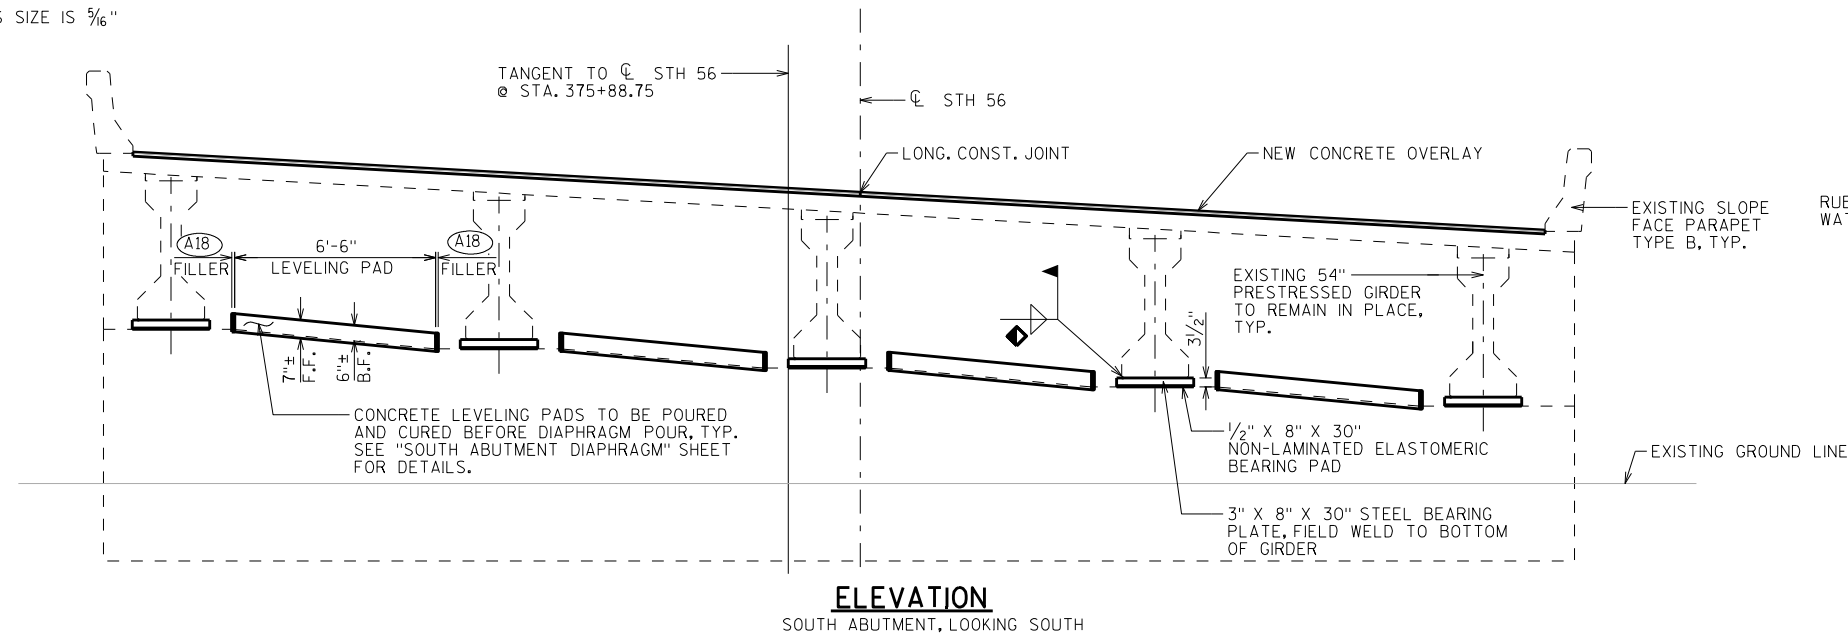 SIZE IS 5/16"
TANGENT TO ℄ STH 56
@ STA. 375+88.75
℄ STH 56
LONG. CONST. JOINT
NEW CONCRETE OVERLAY
EXISTING SLOPE
FACE PARAPET
TYPE B, TYP.
A18
FILLER
6'-6"
LEVELING PAD
A18
FILLER
EXISTING 54"
PRESTRESSED GIRDER
TO REMAIN IN PLACE,
TYP.
3½"
7"±
F.F.
6"±
B.F.
CONCRETE LEVELING PADS TO BE POURED
AND CURED BEFORE DIAPHRAGM POUR, TYP.
SEE "SOUTH ABUTMENT DIAPHRAGM" SHEET
FOR DETAILS.
½" X 8" X 30"
NON-LAMINATED ELASTOMERIC
BEARING PAD
EXISTING GROUND LINE
3" X 8" X 30" STEEL BEARING
PLATE, FIELD WELD TO BOTTOM
OF GIRDER
ELEVATION
SOUTH ABUTMENT, LOOKING SOUTH